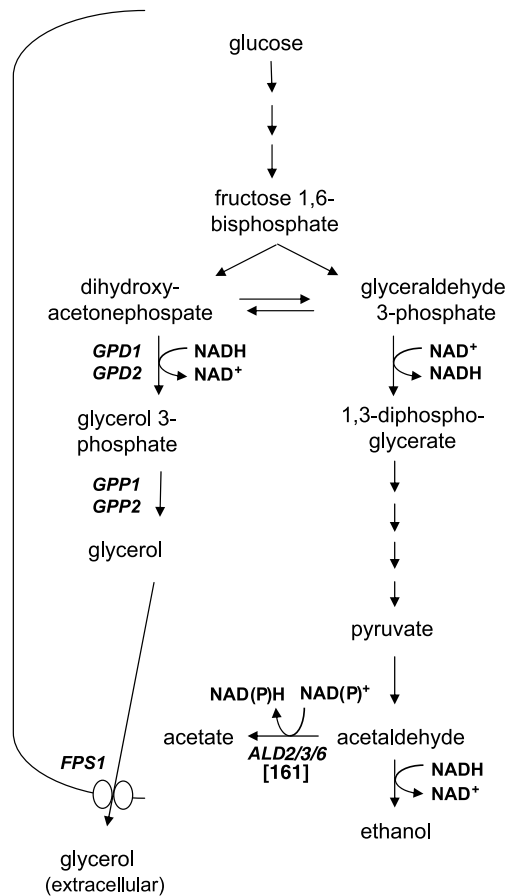 glucose
fructose 1,6-
bisphosphate
dihydroxy-
acetonephospate
glyceraldehyde
3-phosphate
GPD1
GPD2
NADH
NAD+
NAD+
NADH
glycerol 3-
phosphate
1,3-diphospho-
glycerate
GPP1
GPP2
glycerol
pyruvate
NAD(P)H
NAD(P)+
acetate
acetaldehyde
ALD2/3/6
[161]
FPS1
NADH
NAD+
ethanol
glycerol
(extracellular)